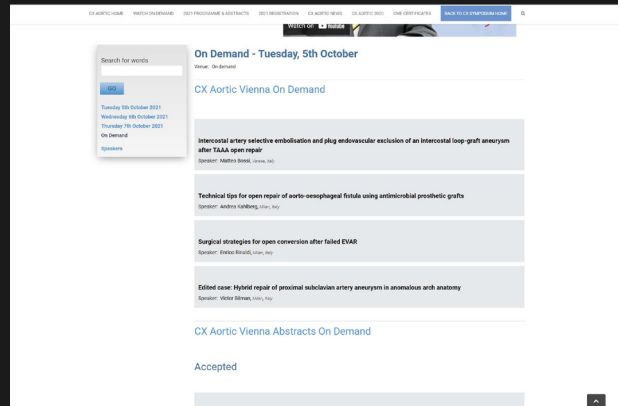 CX AORTIC HOME WATCH ON DEMAND 2021 PROGRAMME & ABSTRACTS 2021 REGISTRATION CX AORTIC NEWS CX AORTIC 2020 CME CERTIFICATES BACK TO CX SYMPOSIUM HOME
Watch on YouTube
Search for words
GO
Tuesday 5th October 2021
Wednesday 6th October 2021
Thursday 7th October 2021
On Demand
Speakers
On Demand - Tuesday, 5th October
Venue: On demand
CX Aortic Vienna On Demand
Intercostal artery selective embolisation and plug endovascular exclusion of an intercostal loop-graft aneurysm
after TAAA open repair
Speaker: Matteo Bossi, Varese, Italy
Technical tips for open repair of aorto-oesophageal fistula using antimicrobial prosthetic grafts
Speaker: Andrea Kahlberg, Milan, Italy
Surgical strategies for open conversion after failed EVAR
Speaker: Enrico Rinaldi, Milan, Italy
Edited case: Hybrid repair of proximal subclavian artery aneurysm in anomalous arch anatomy
Speaker: Victor Bilman, Milan, Italy
CX Aortic Vienna Abstracts On Demand
Accepted